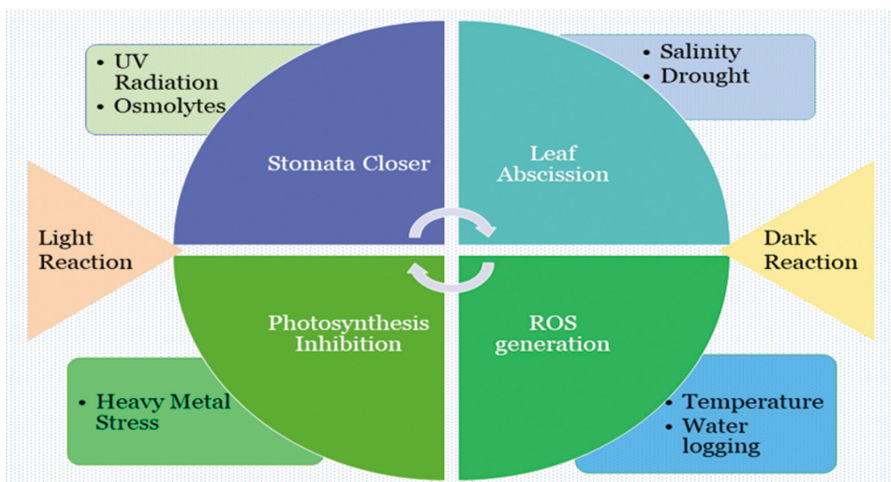 • UV
Radiation
• Osmolytes
• Salinity
• Drought
Stomata Closer
Leaf
Abscission
Light
Reaction
Dark
Reaction
Photosynthesis
Inhibition
ROS
generation
• Heavy Metal
Stress
• Temperature
• Water
logging